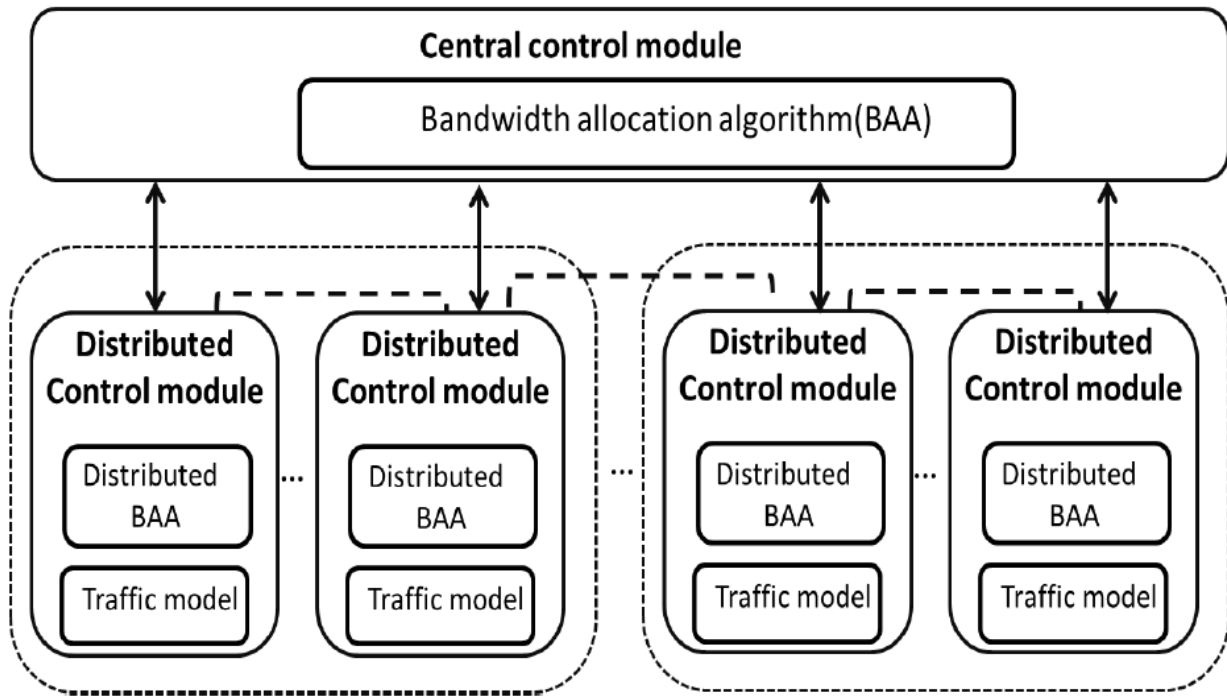 Central control module
Bandwidth allocation algorithm(BAA)
Distributed
Control module
Distributed
BAA
Traffic model
...
Distributed
Control module
Distributed
BAA
Traffic model
...
Distributed
Control module
Distributed
BAA
Traffic model
...
Distributed
Control module
Distributed
BAA
Traffic model